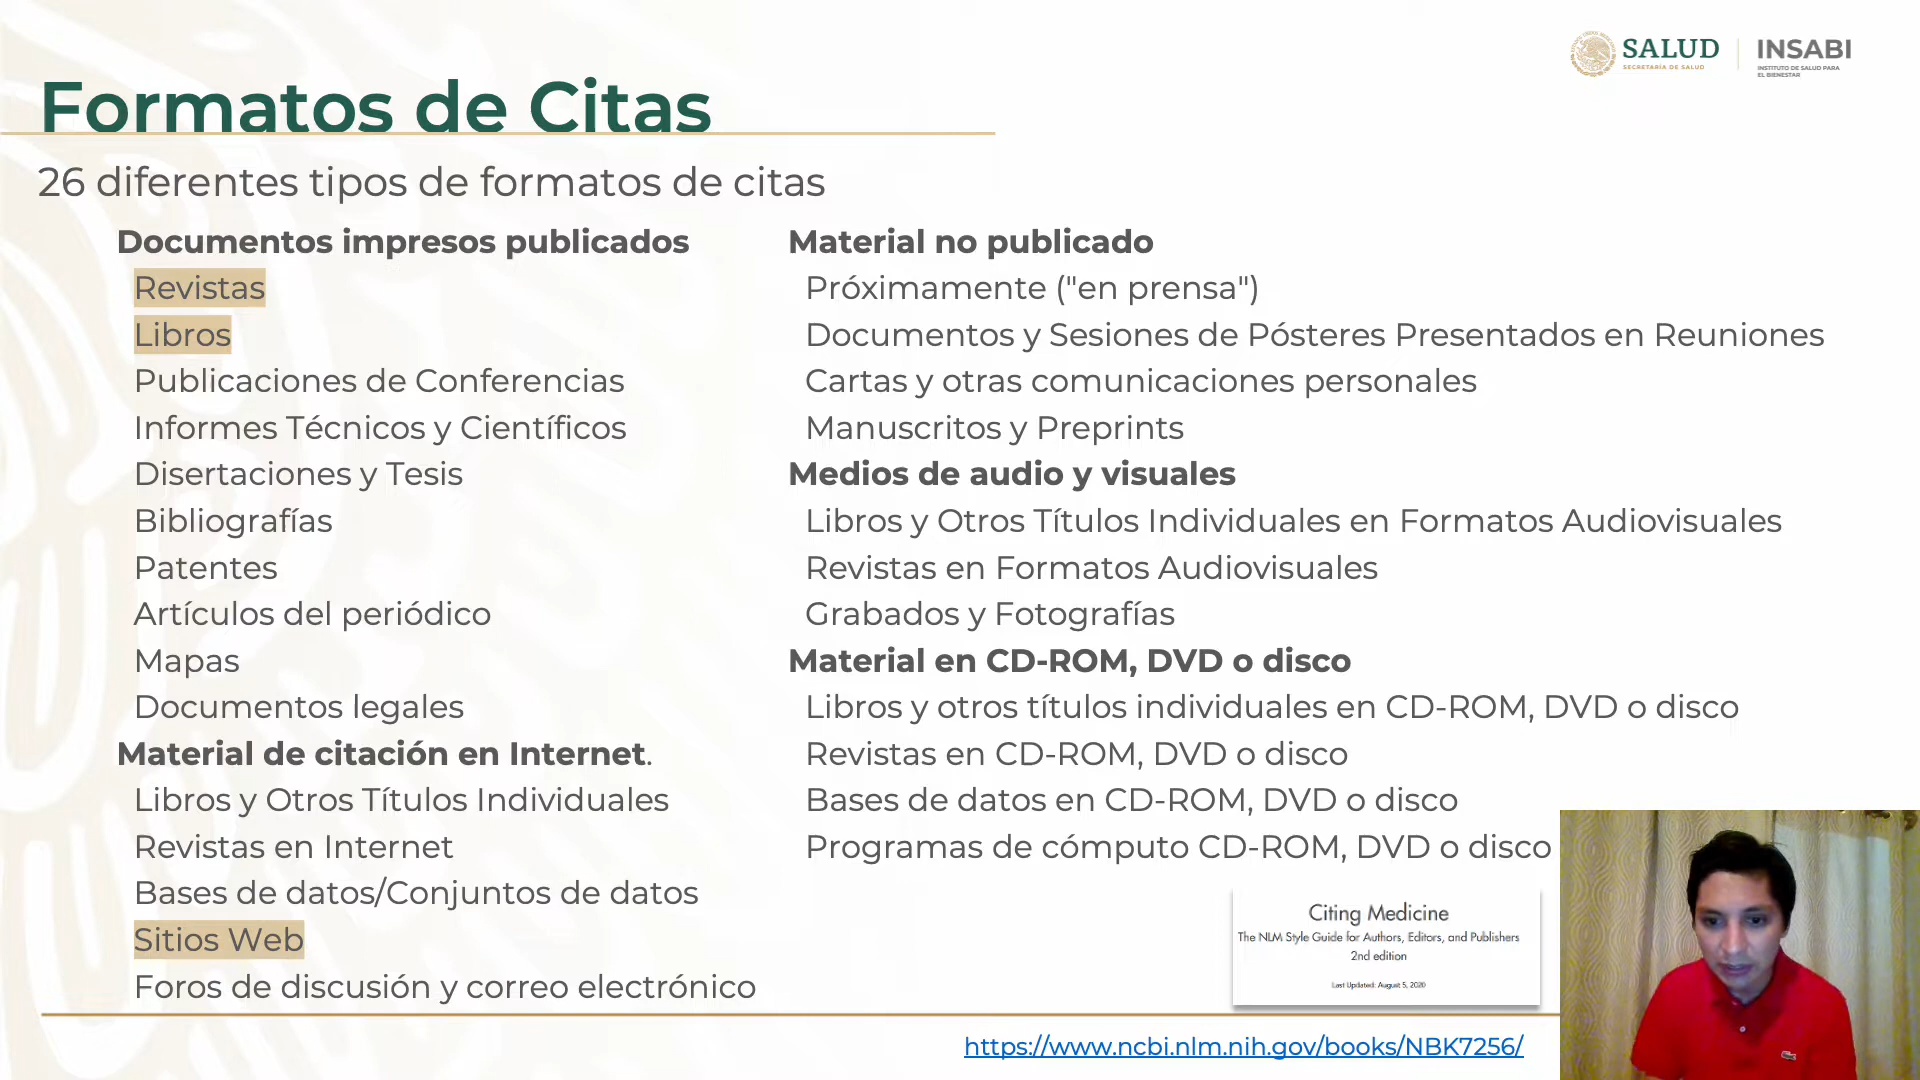 SALUD
SECRETARÍA DE SALUD
INSABI
INSTITUTO DE SALUD PARA
EL BIENESTAR
Formatos de Citas
26 diferentes tipos de formatos de citas
Documentos impresos publicados
Revistas
Libros
Publicaciones de Conferencias
Informes Técnicos y Científicos
Disertaciones y Tesis
Bibliografías
Patentes
Artículos del periódico
Mapas
Documentos legales
Material de citación en Internet.
Libros y Otros Títulos Individuales
Revistas en Internet
Bases de datos/Conjuntos de datos
Sitios Web
Foros de discusión y correo electrónico
Material no publicado
Próximamente ("en prensa")
Documentos y Sesiones de Pósteres Presentados en Reuniones
Cartas y otras comunicaciones personales
Manuscritos y Preprints
Medios de audio y visuales
Libros y Otros Títulos Individuales en Formatos Audiovisuales
Revistas en Formatos Audiovisuales
Grabados y Fotografías
Material en CD-ROM, DVD o disco
Libros y otros títulos individuales en CD-ROM, DVD o disco
Revistas en CD-ROM, DVD o disco
Bases de datos en CD-ROM, DVD o disco
Programas de cómputo CD-ROM, DVD o disco
Citing Medicine
The NLM Style Guide for Authors, Editors, and Publishers
2nd edition
Last Updated: August 5, 2020
https://www.ncbi.nlm.nih.gov/books/NBK7256/